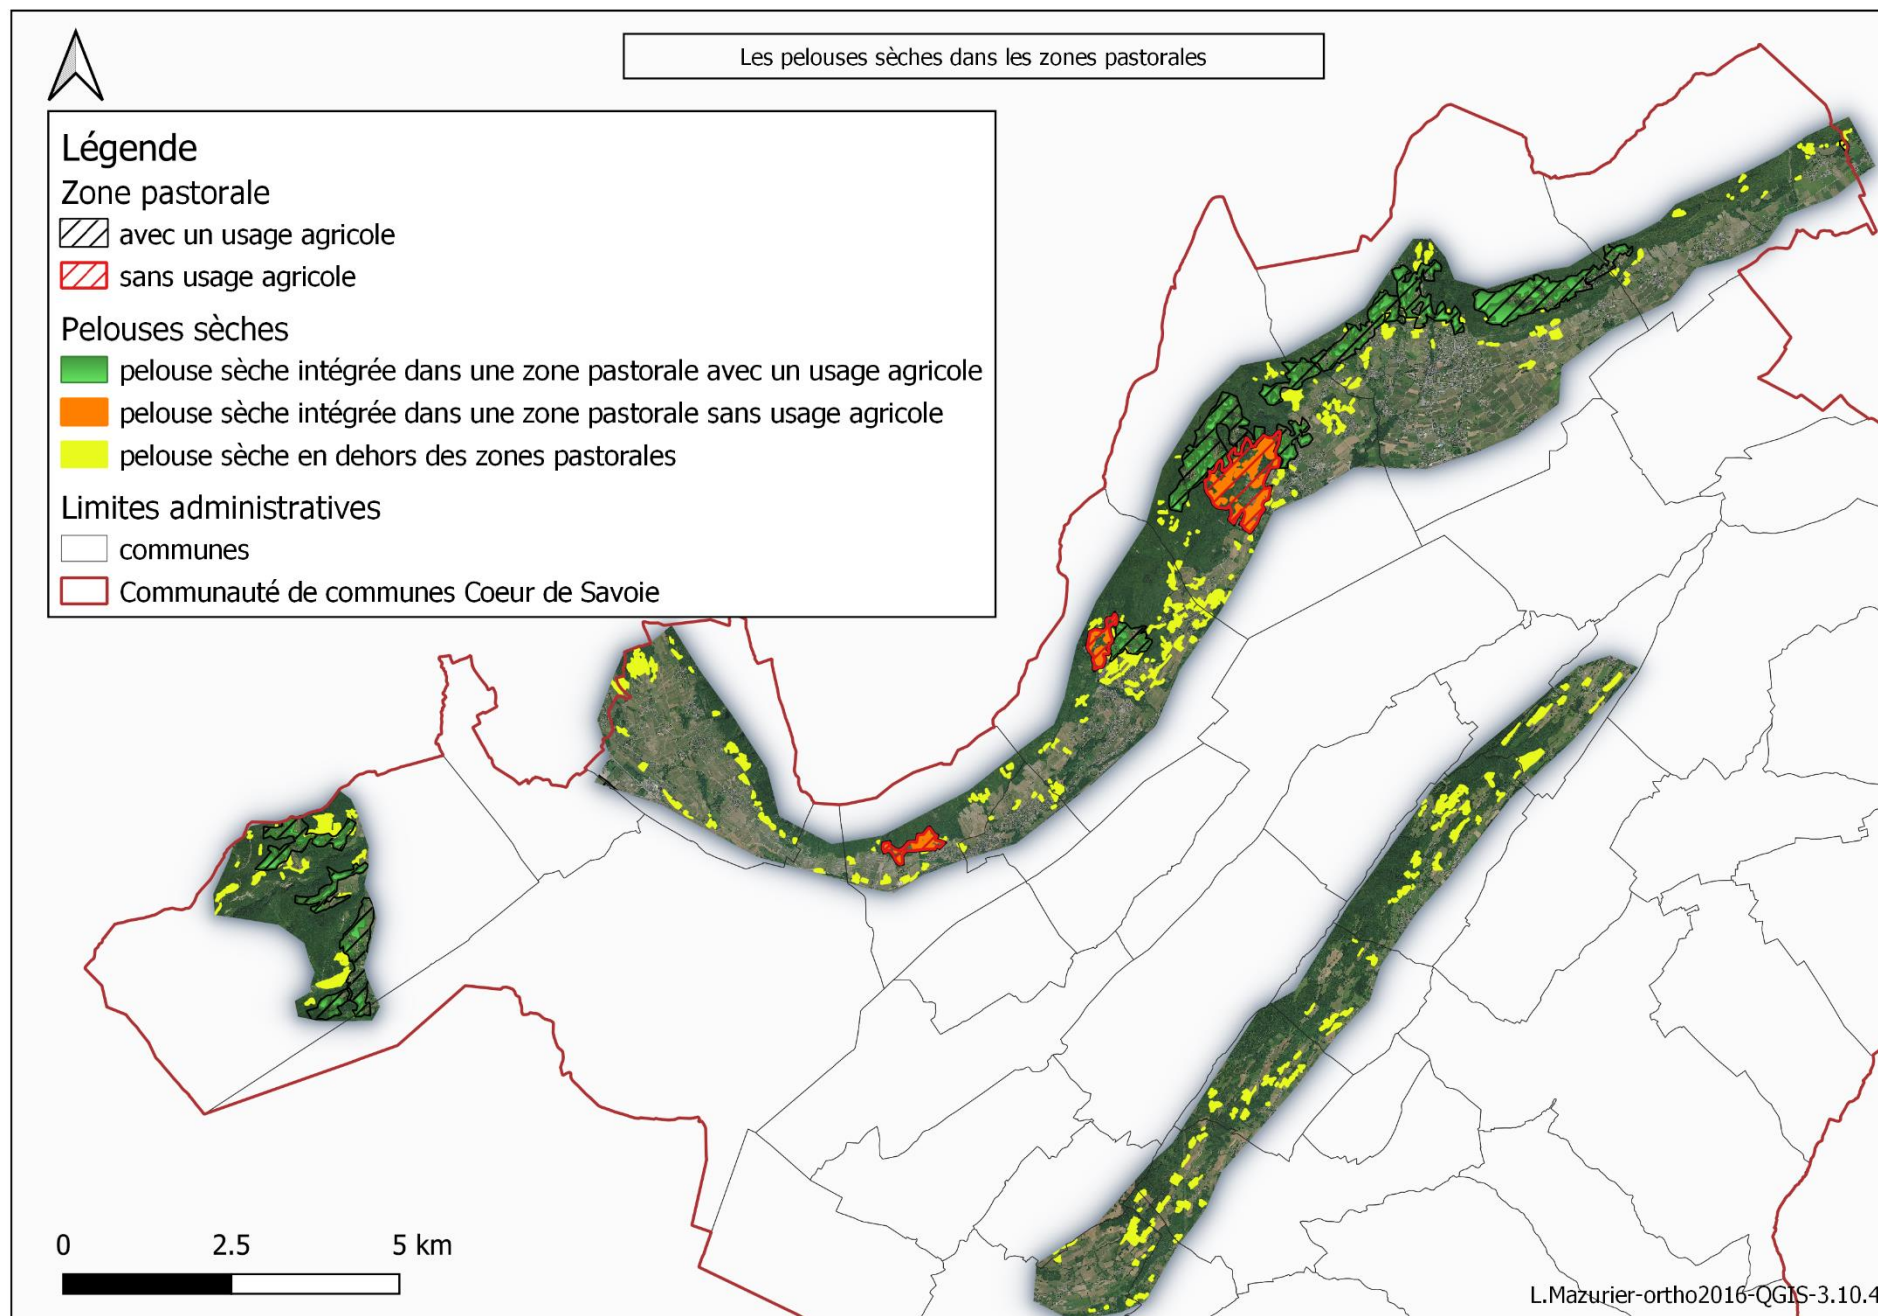 Les pelouses sèches dans les zones pastorales
Légende
Zone pastorale
avec un usage agricole
sans usage agricole
Pelouses sèches
pelouse sèche intégrée dans une zone pastorale avec un usage agricole
pelouse sèche intégrée dans une zone pastorale sans usage agricole
pelouse sèche en dehors des zones pastorales
Limites administratives
communes
Communauté de communes Coeur de Savoie
0 2.5 5 km
L.Mazurier-ortho2016-QGIS-3.10.4